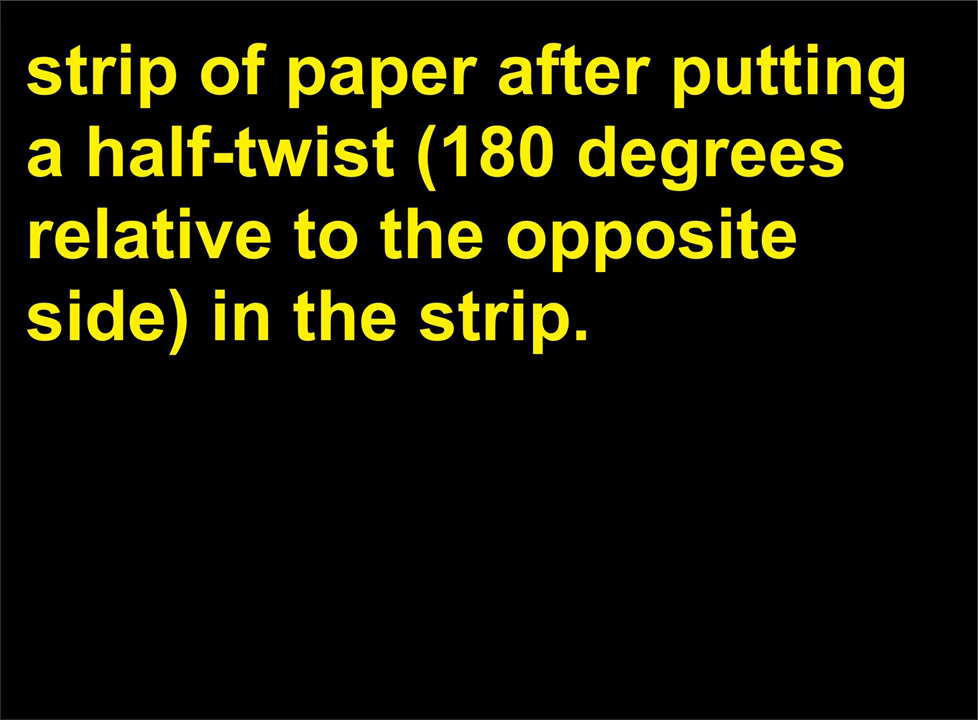 strip of paper after putting
a half-twist (180 degrees
relative to the opposite
side) in the strip.